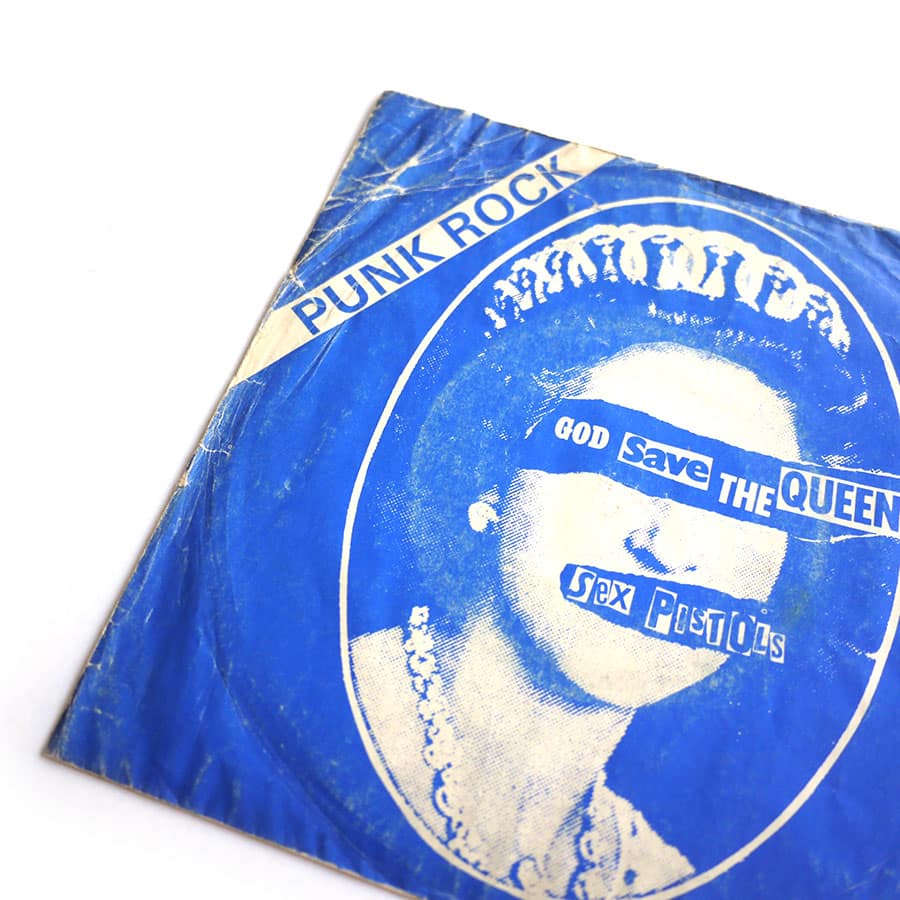 PUNK ROCK
GOD Save THE QUEEN
Sex PISTOLS